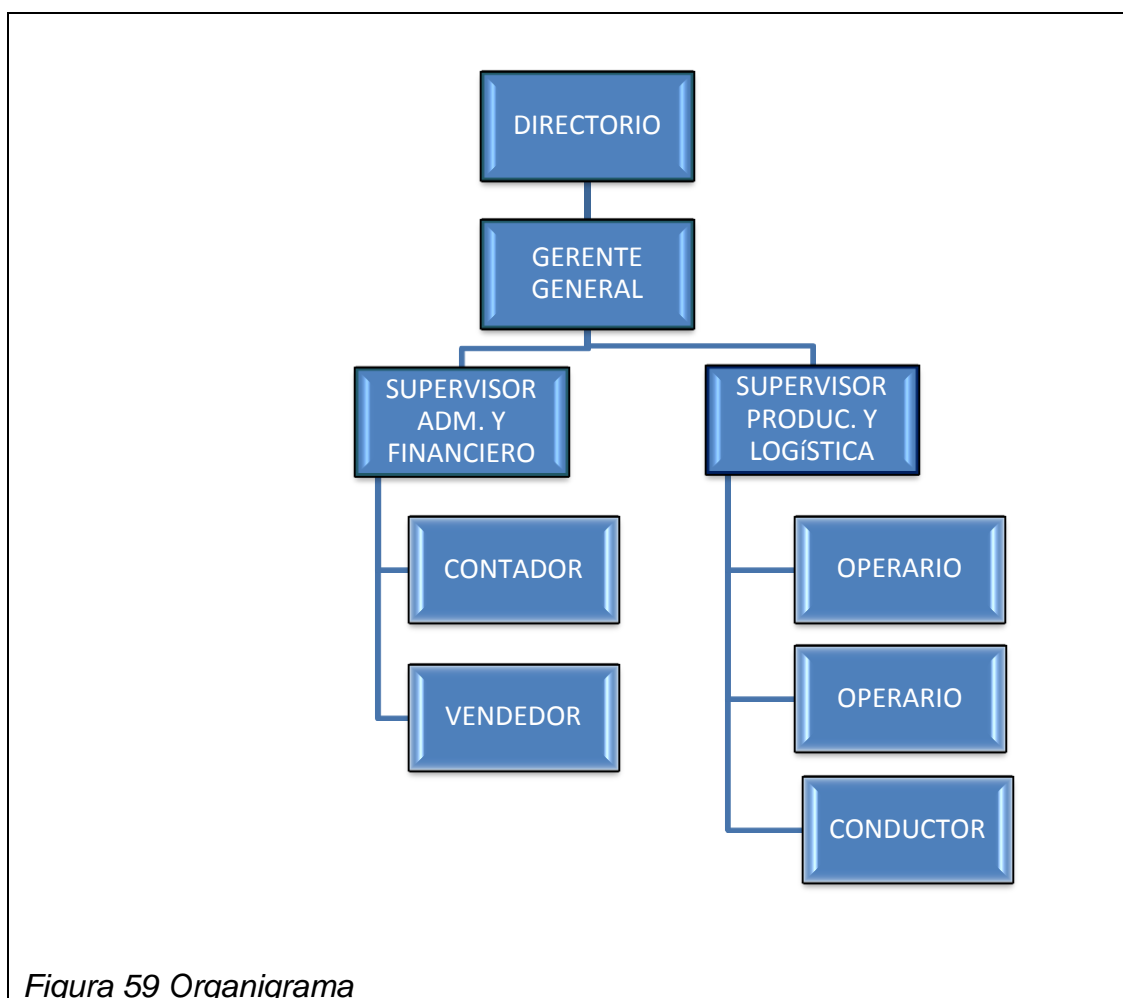 DIRECTORIO
GERENTE
GENERAL
SUPERVISOR
ADM. Y
FINANCIERO
SUPERVISOR
PRODUC. Y
LOGíSTICA
CONTADOR
OPERARIO
VENDEDOR
OPERARIO
CONDUCTOR
Figura 59 Organigrama